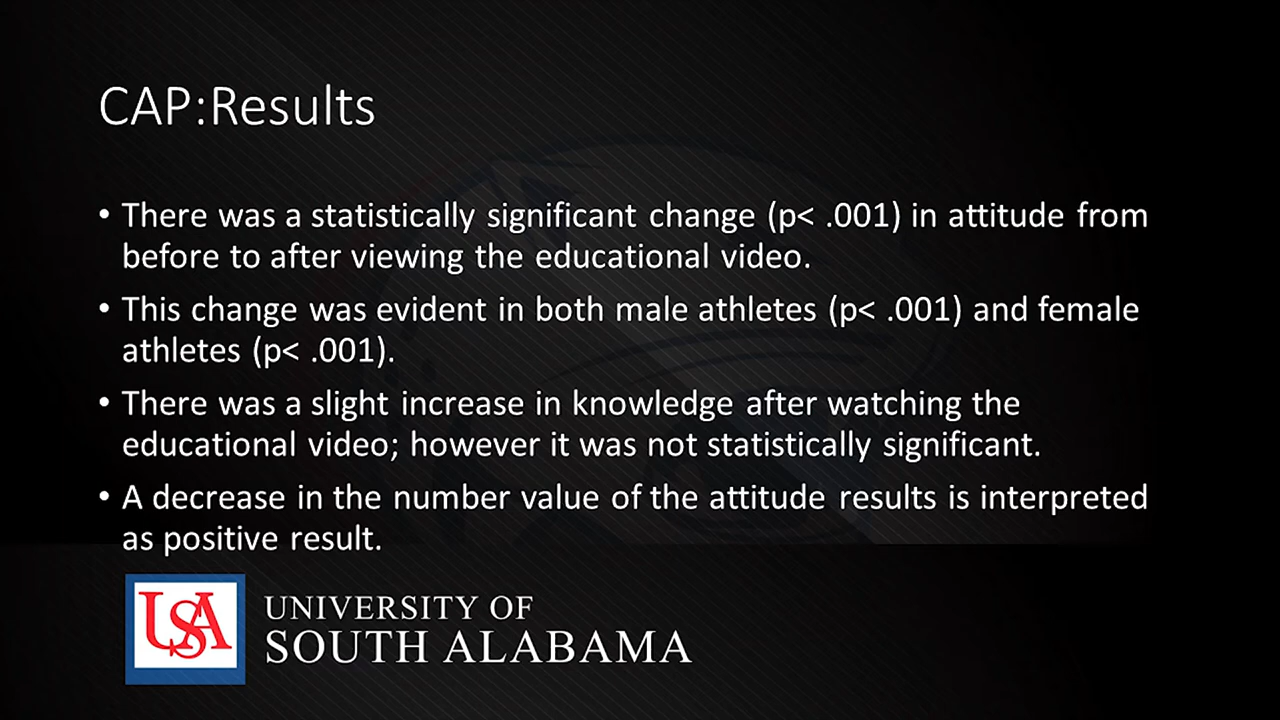 CAP:Results
• There was a statistically significant change (p< .001) in attitude from
before to after viewing the educational video.
• This change was evident in both male athletes (p< .001) and female
athletes (p< .001).
• There was a slight increase in knowledge after watching the
educational video; however it was not statistically significant.
• A decrease in the number value of the attitude results is interpreted
as positive result.
USA
UNIVERSITY OF
SOUTH ALABAMA